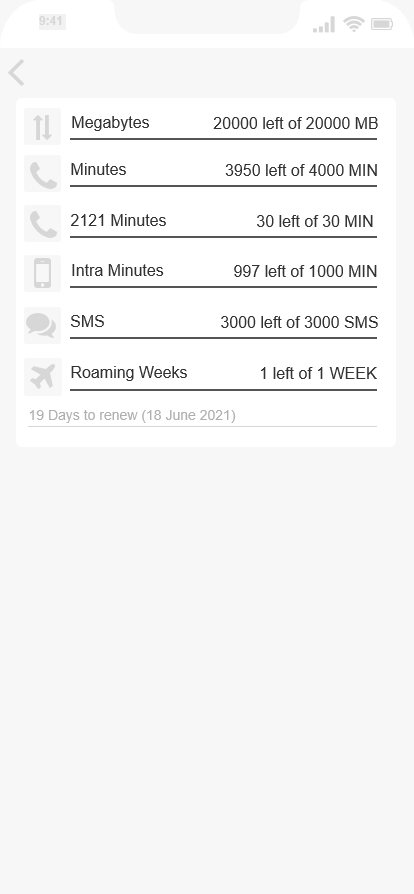 9:41
Megabytes 20000 left of 20000 MB
Minutes 3950 left of 4000 MIN
2121 Minutes 30 left of 30 MIN
Intra Minutes 997 left of 1000 MIN
SMS 3000 left of 3000 SMS
Roaming Weeks 1 left of 1 WEEK
19 Days to renew (18 June 2021)